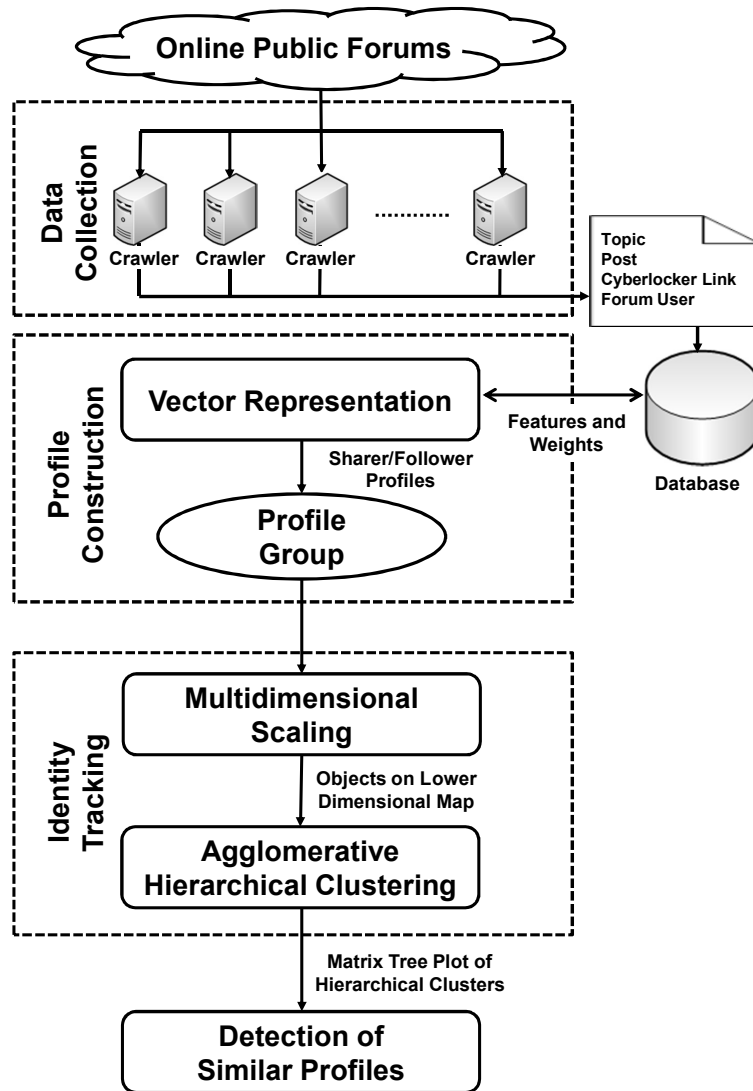 Online Public Forums
Data
Collection
Crawler
Crawler
Crawler
Crawler
Topic
Post
Cyberlocker Link
Forum User
Profile
Construction
Vector Representation
Features and
Weights
Database
Sharer/Follower
Profiles
Profile
Group
Identity
Tracking
Multidimensional
Scaling
Objects on Lower
Dimensional Map
Agglomerative
Hierarchical Clustering
Matrix Tree Plot of
Hierarchical Clusters
Detection of
Similar Profiles